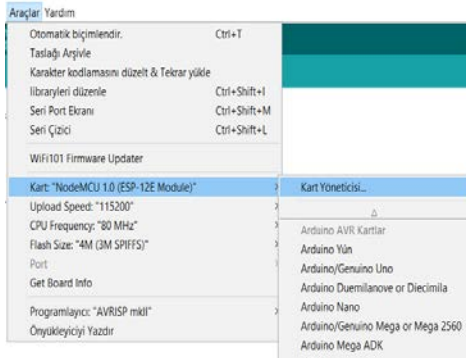 Araçlar Yardım
Otomatik biçimlendir. Ctrl+T
Taslağı Arşivle
Karakter kodlamasını düzelt & Tekrar yükle
libraryleri düzenle Ctrl+Shift+I
Seri Port Ekranı Ctrl+Shift+M
Seri Çizici Ctrl+Shift+L
WiFi101 Firmware Updater
Kart: "NodeMCU 1.0 (ESP-12E Module)"
Upload Speed: "115200"
CPU Frequency: "80 MHz"
Flash Size: "4M (3M SPIFFS)"
Port
Get Board Info
Programlayıcı: "AVRISP mkII"
Önyükleyiciyi Yazdır
Kart Yöneticisi...
Arduino AVR Kartlar
Arduino Yún
Arduino/Genuino Uno
Arduino Duemilanove or Diecimila
Arduino Nano
Arduino/Genuino Mega or Mega 2560
Arduino Mega ADK